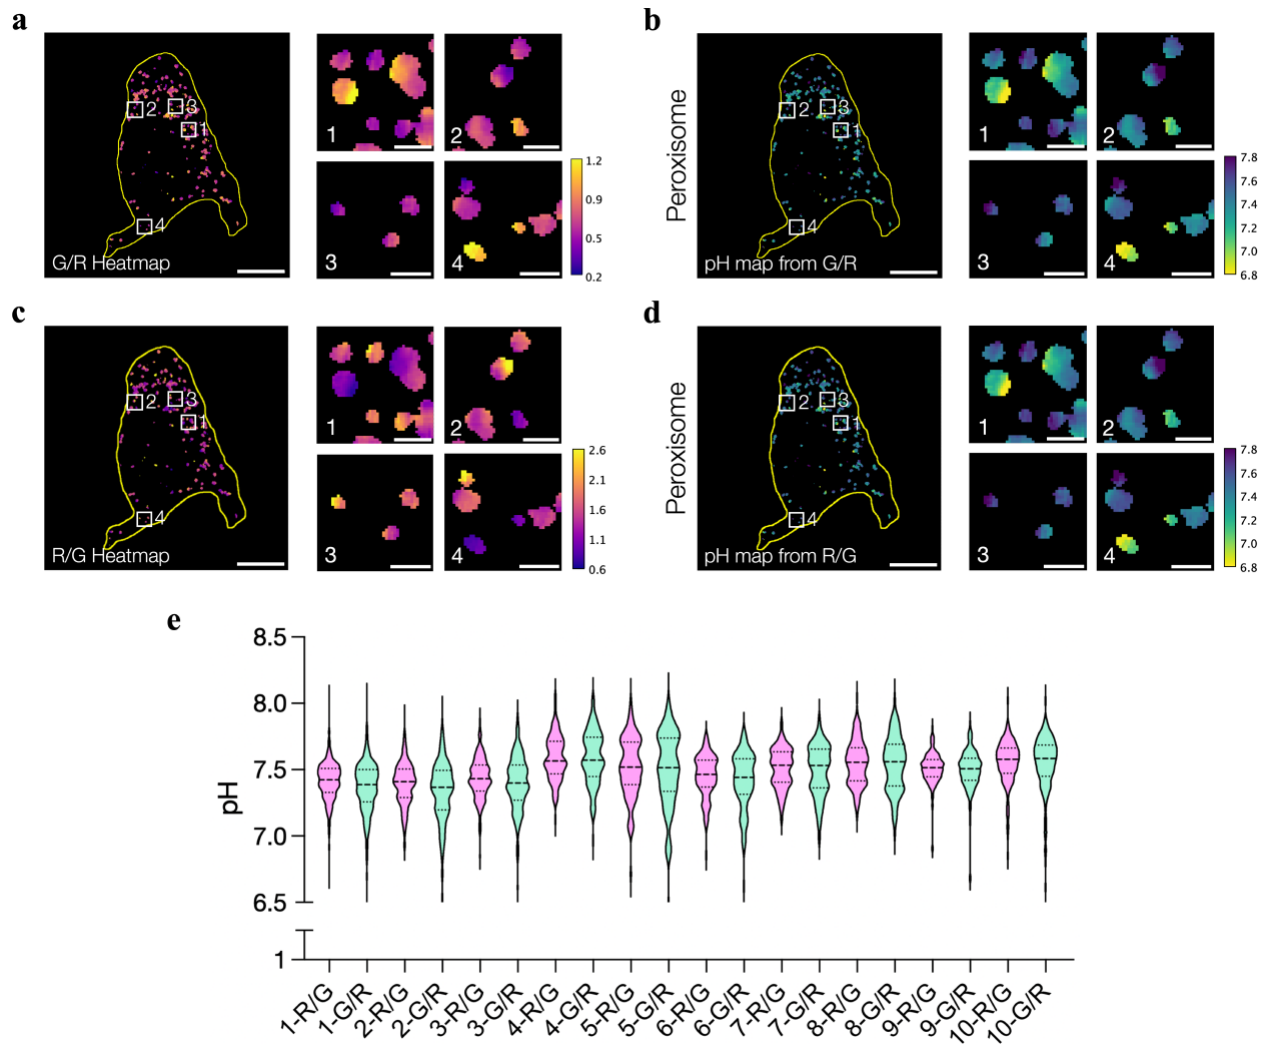 a
2
3
1
4
G/R Heatmap
1
2
3
4
1.2
0.9
0.5
0.2
b
Peroxisome
2
3
1
4
pH map from G/R
1
2
3
4
7.8
7.6
7.4
7.2
7.0
6.8
c
2
3
1
4
R/G Heatmap
1
2
3
4
2.6
2.1
1.6
1.1
0.6
d
Peroxisome
2
3
1
4
pH map from R/G
1
2
3
4
7.8
7.6
7.4
7.2
7.0
6.8
e
pH
8.5
8.0
7.5
7.0
6.5
1
1-R/G
1-G/R
2-R/G
2-G/R
3-R/G
3-G/R
4-R/G
4-G/R
5-R/G
5-G/R
6-R/G
6-G/R
7-R/G
7-G/R
8-R/G
8-G/R
9-R/G
9-G/R
10-R/G
10-G/R